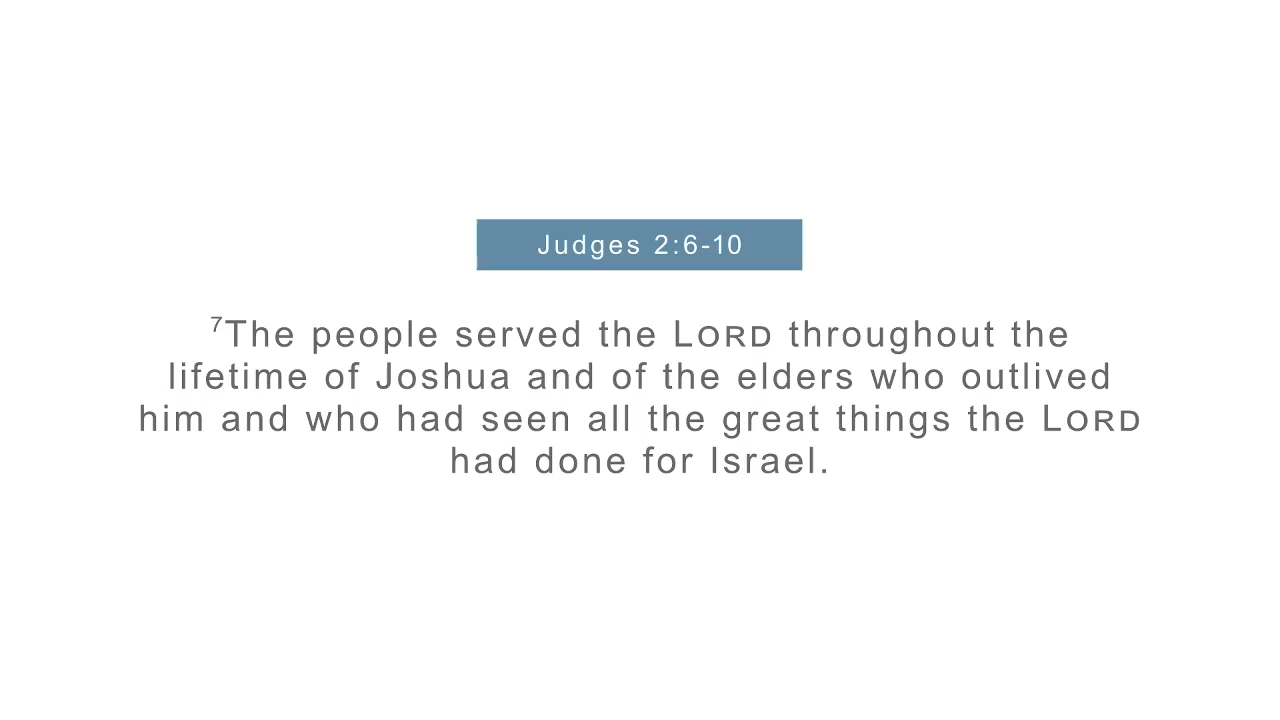 Judges 2:6-10
⁷The people served the LORD throughout the
lifetime of Joshua and of the elders who outlived
him and who had seen all the great things the LORD
had done for Israel.